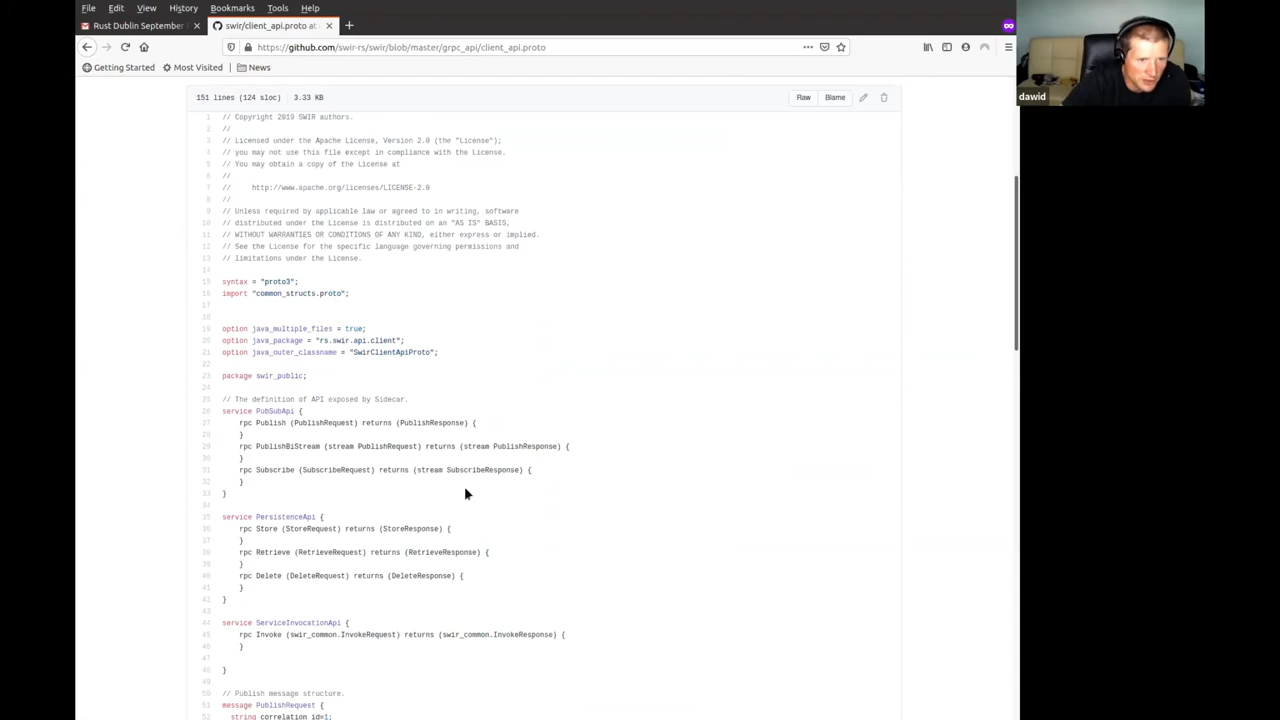 File Edit View History Bookmarks Tools Help
Rust Dublin September
swir/client_api.proto at
https://github.com/swir-rs/swir/blob/master/grpc_api/client_api.proto
Getting Started Most Visited News
dawid
151 lines (124 sloc) 3.33 KB
Raw Blame
1 // Copyright 2019 SWIR authors.
2 //
3 // Licensed under the Apache License, Version 2.0 (the "License");
4 // you may not use this file except in compliance with the License.
5 // You may obtain a copy of the License at
6 //
7 // http://www.apache.org/licenses/LICENSE-2.0
8 //
9 // Unless required by applicable law or agreed to in writing, software
10 // distributed under the License is distributed on an "AS IS" BASIS,
11 // WITHOUT WARRANTIES OR CONDITIONS OF ANY KIND, either express or implied.
12 // See the License for the specific language governing permissions and
13 // limitations under the License.
14
15 syntax = "proto3";
16 import "common_structs.proto";
17
18
19 option java_multiple_files = true;
20 option java_package = "rs.swir.api.client";
21 option java_outer_classname = "SwirClientApiProto";
22
23 package swir_public;
24
25 // The definition of API exposed by Sidecar.
26 service PubSubApi {
27 rpc Publish (PublishRequest) returns (PublishResponse) {
28 }
29 rpc PublishBiStream (stream PublishRequest) returns (stream PublishResponse) {
30 }
31 rpc Subscribe (SubscribeRequest) returns (stream SubscribeResponse) {
32 }
33 }
34
35 service PersistenceApi {
36 rpc Store (StoreRequest) returns (StoreResponse) {
37 }
38 rpc Retrieve (RetrieveRequest) returns (RetrieveResponse) {
39 }
40 rpc Delete (DeleteRequest) returns (DeleteResponse) {
41 }
42 }
43
44 service ServiceInvocationApi {
45 rpc Invoke (swir_common.InvokeRequest) returns (swir_common.InvokeResponse) {
46 }
47
48 }
49
50 // Publish message structure.
51 message PublishRequest {
52 string correlation_id=1;